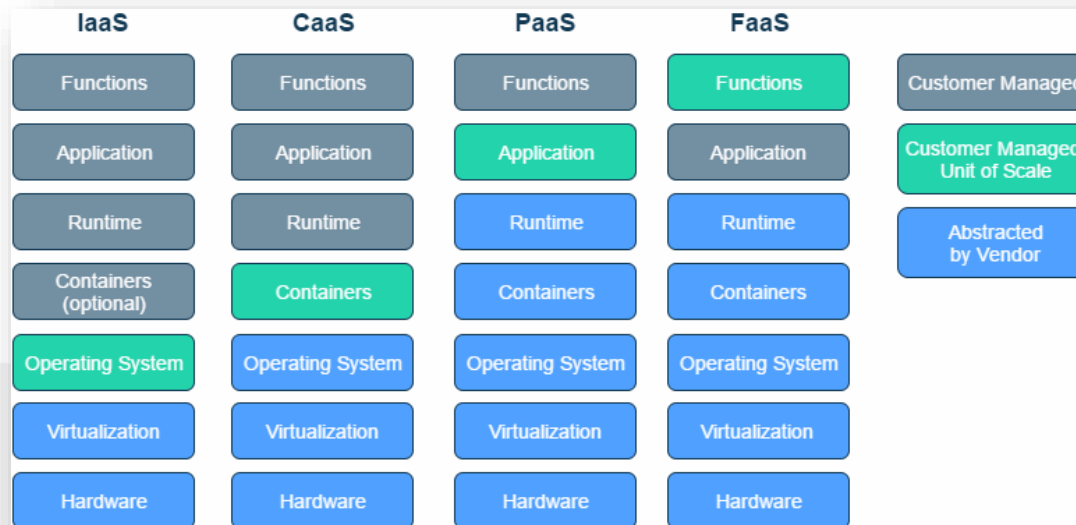 IaaS CaaS PaaS FaaS
Functions Functions Functions Functions Customer Managed
Application Application Application Application Customer Managed
Unit of Scale
Runtime Runtime Runtime Runtime Abstracted
by Vendor
Containers
(optional) Containers Containers Containers
Operating System Operating System Operating System Operating System
Virtualization Virtualization Virtualization Virtualization
Hardware Hardware Hardware Hardware